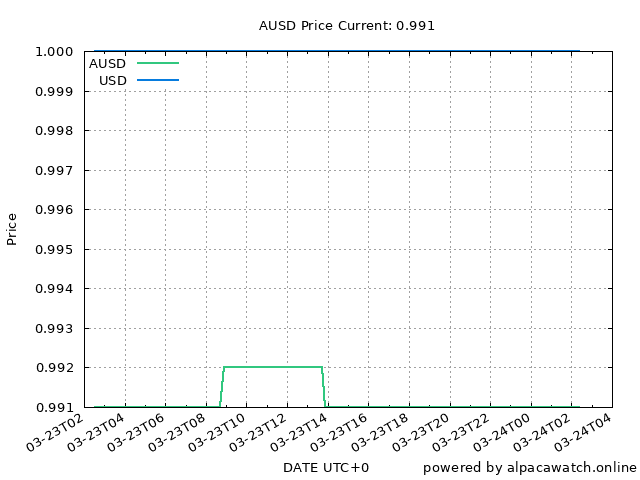 AUSD Price Current: 0.991
AUSD
USD
1.000
0.999
0.998
0.997
0.996
0.995
0.994
0.993
0.992
0.991
Price
03-23T02
03-23T04
03-23T06
03-23T08
03-23T10
03-23T12
03-23T14
03-23T16
03-23T18
03-23T20
03-23T22
03-24T00
03-24T02
03-24T04
DATE UTC+0
powered by alpacawatch.online